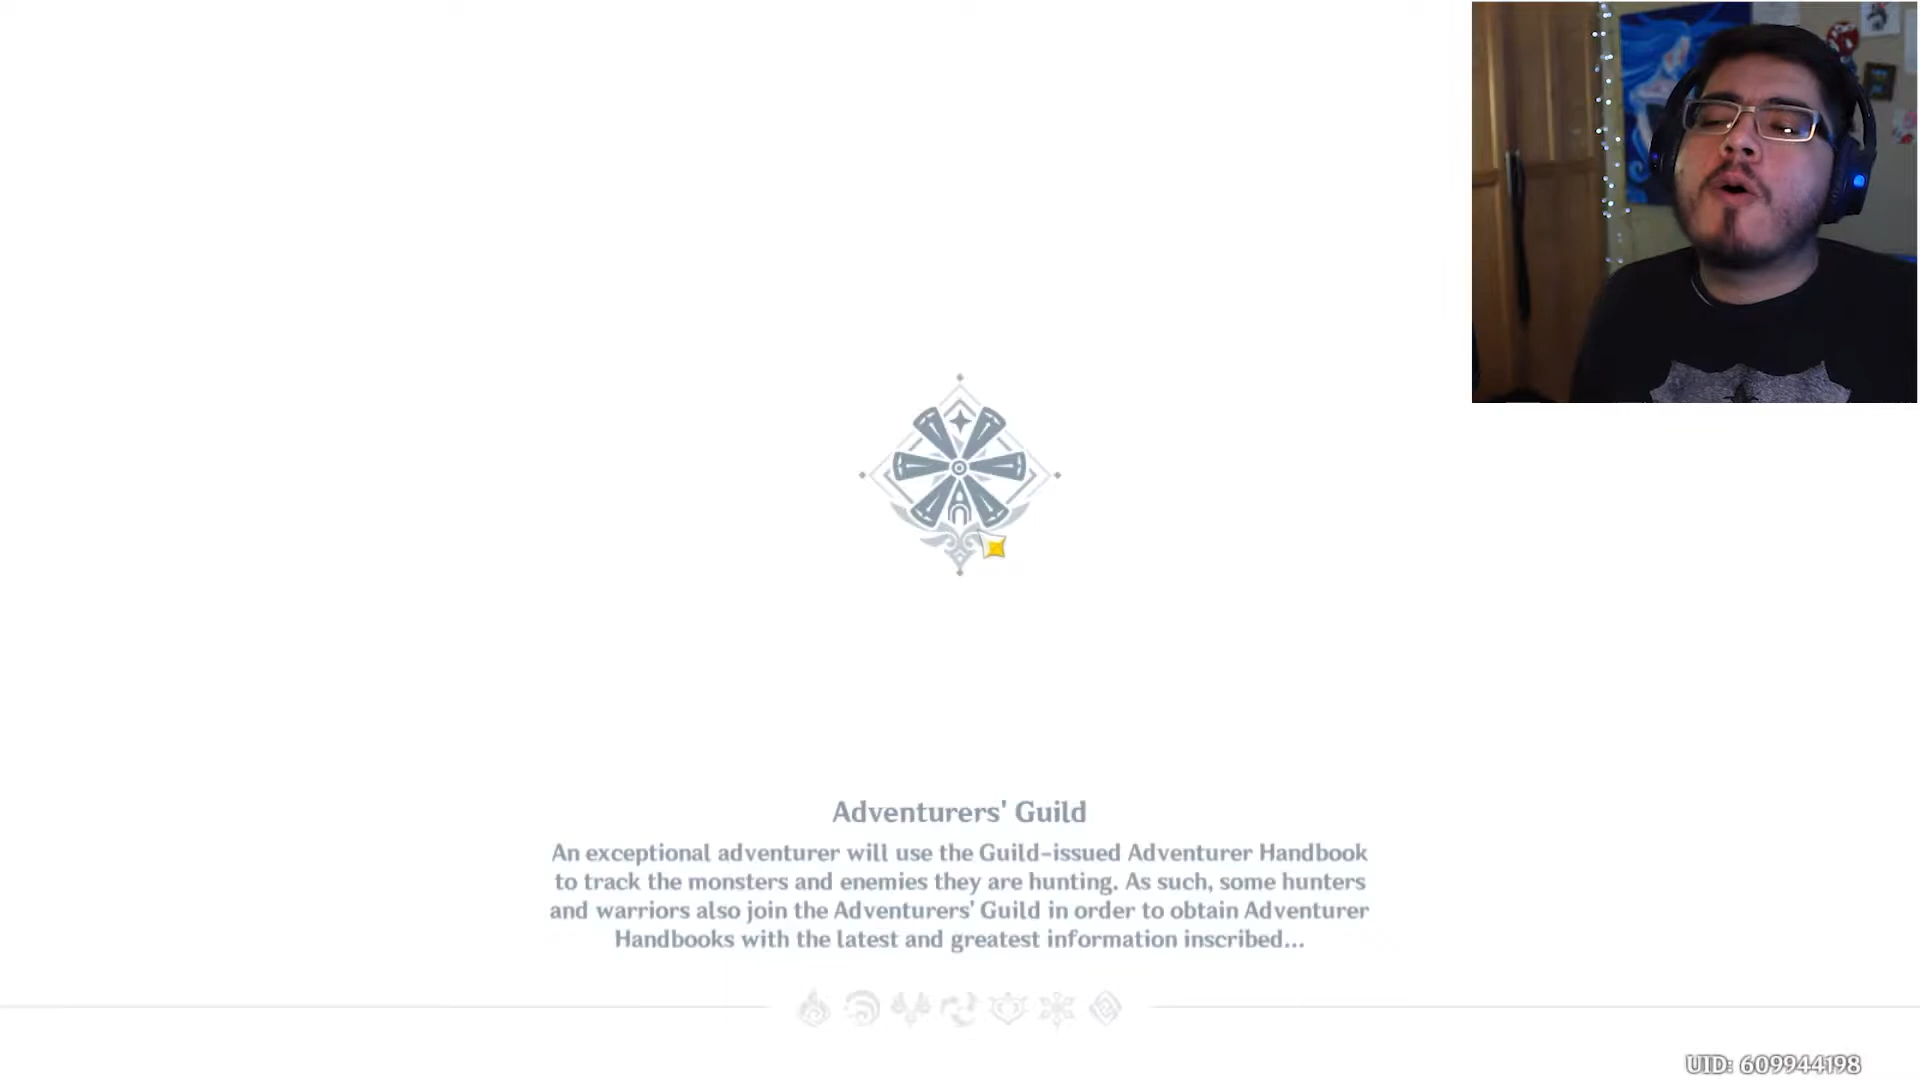 Adventurers' Guild
An exceptional adventurer will use the Guild-issued Adventurer Handbook
to track the monsters and enemies they are hunting. As such, some hunters
and warriors also join the Adventurers' Guild in order to obtain Adventurer
Handbooks with the latest and greatest information inscribed...
UID: 609944198